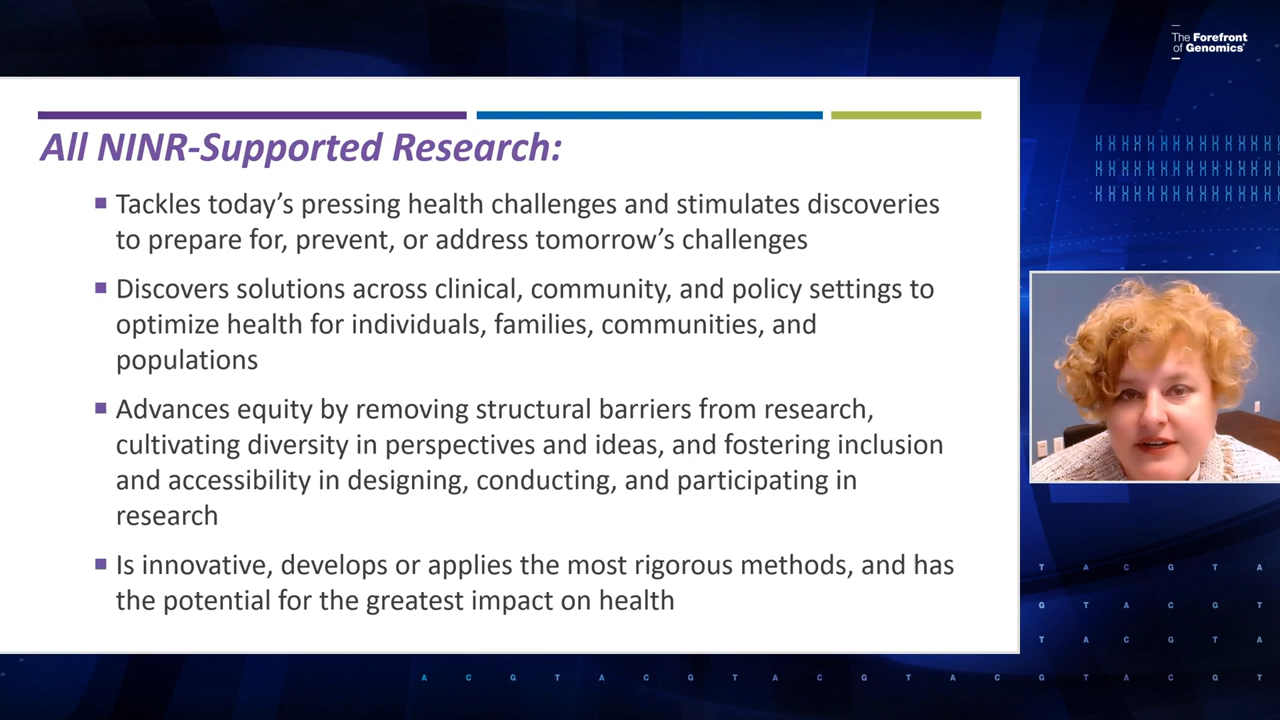 The Forefront
of Genomics®
All NINR-Supported Research:
Tackles today’s pressing health challenges and stimulates discoveries
to prepare for, prevent, or address tomorrow’s challenges
Discovers solutions across clinical, community, and policy settings to
optimize health for individuals, families, communities, and
populations
Advances equity by removing structural barriers from research,
cultivating diversity in perspectives and ideas, and fostering inclusion
and accessibility in designing, conducting, and participating in
research
Is innovative, develops or applies the most rigorous methods, and has
the potential for the greatest impact on health
T A C G T A
G T A C G T
T A C G T A
A C G T A C G T A C G T A C G T A C G T